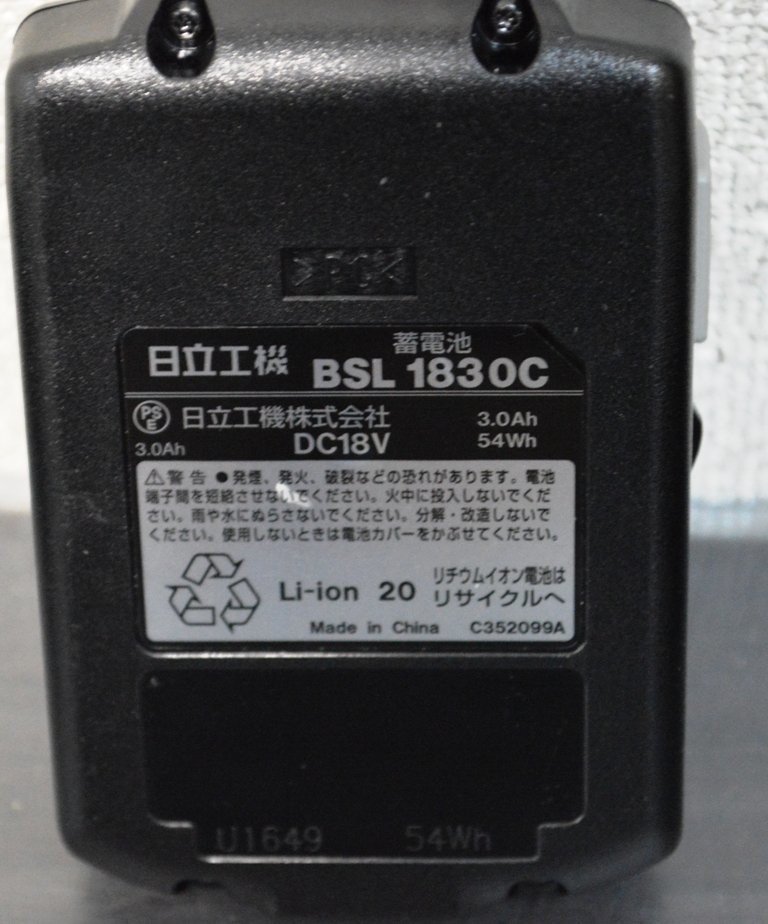 >PC<
日立工機
蓄電池
BSL 1830C
PSE 日立工機株式会社
3.0Ah
3.0Ah
DC18V
54Wh
⚠警告 ●発煙、発火、破裂などの恐れがあります。電池
端子間を短絡させないでください。火中に投入しないでくだ
さい。雨や水にぬらさないでください。分解・改造しないで
ください。使用しないときは電池カバーをかぶせてください。
Li-ion 20
リチウムイオン電池は
リサイクルへ
Made in China C352099A
U1649 54Wh